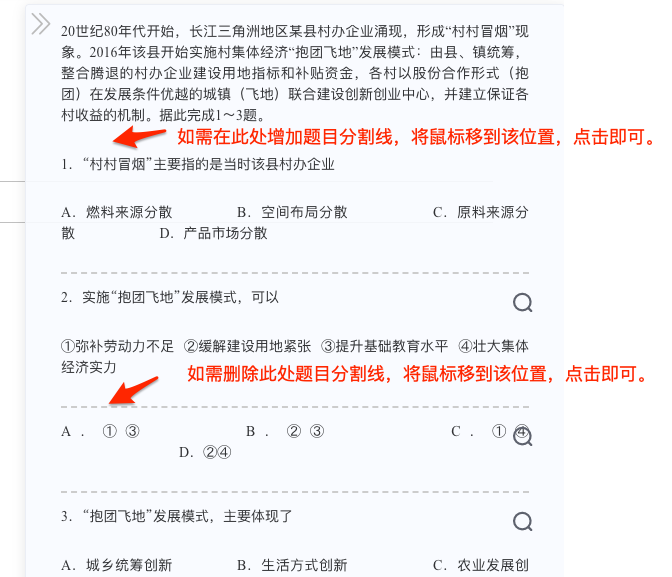 20世纪80年代开始，长江三角洲地区某县村办企业涌现，形成“村村冒烟”现
象。2016年该县开始实施村集体经济“抱团飞地”发展模式：由县、镇统筹，
整合腾退的村办企业建设用地指标和补贴资金，各村以股份合作形式（抱
团）在发展条件优越的城镇（飞地）联合建设创新创业中心，并建立保证各
村收益的机制。据此完成1～3题。
如需在此处增加题目分割线，将鼠标移到该位置，点击即可。
1．“村村冒烟”主要指的是当时该县村办企业
A．燃料来源分散 B．空间布局分散 C．原料来源分
散 D．产品市场分散
2．实施“抱团飞地”发展模式，可以
①弥补劳动力不足 ②缓解建设用地紧张 ③提升基础教育水平 ④壮大集体
经济实力
如需删除此处题目分割线，将鼠标移到该位置，点击即可。
A ． ① ③ B ． ② ③ C ． ① ④
D．②④
3．“抱团飞地”发展模式，主要体现了
A．城乡统筹创新 B．生活方式创新 C．农业发展创